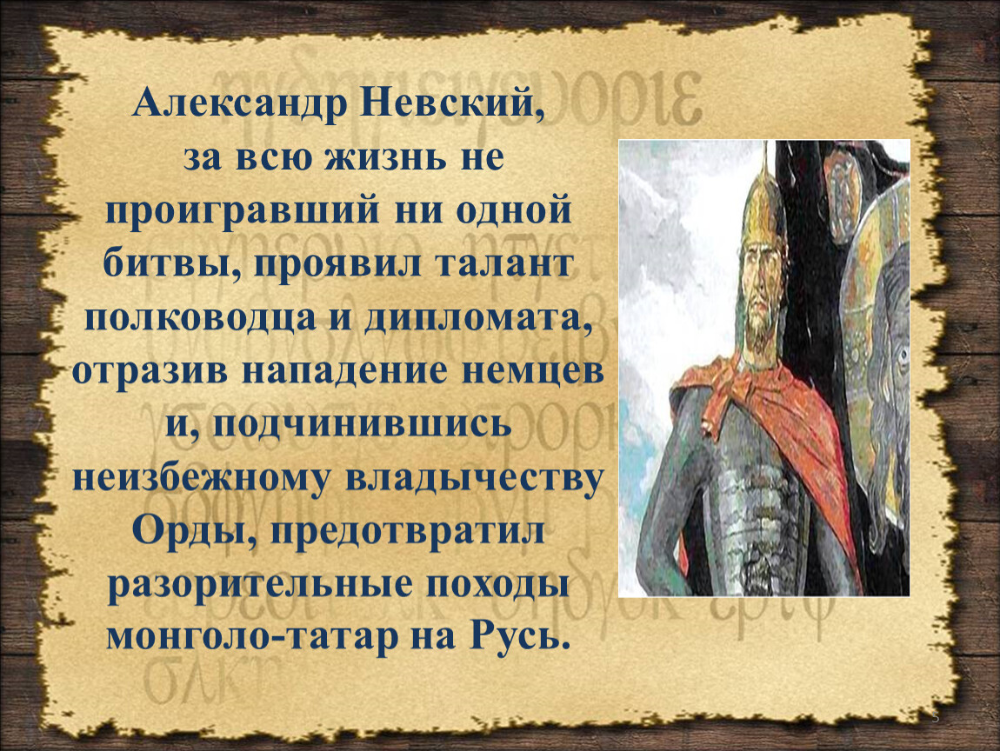 Александр Невский,
за всю жизнь не
проигравший ни одной
битвы, проявил талант
полководца и дипломата,
отразив нападение немцев
и, подчинившись
неизбежному владычеству
Орды, предотвратил
разорительные походы
монголо-татар на Русь.